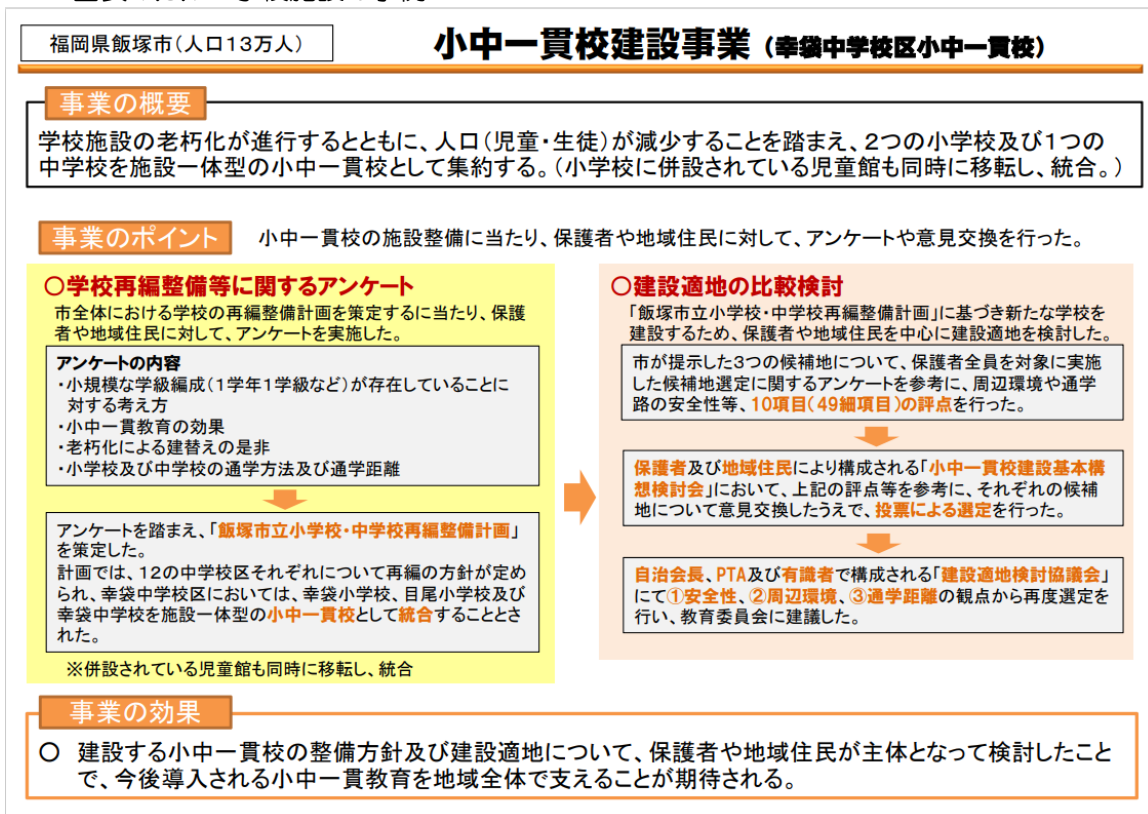 福岡県飯塚市(人口13万人)
小中一貫校建設事業 (幸袋中学校区小中一貫校)
事業の概要
学校施設の老朽化が進行するとともに、人口(児童・生徒)が減少することを踏まえ、2つの小学校及び1つの
中学校を施設一体型の小中一貫校として集約する。(小学校に併設されている児童館も同時に移転し、統合。)
事業のポイント
小中一貫校の施設整備に当たり、保護者や地域住民に対して、アンケートや意見交換を行った。
○学校再編整備等に関するアンケート
市全体における学校の再編整備計画を策定するに当たり、保護
者や地域住民に対して、アンケートを実施した。
アンケートの内容
・小規模な学級編成(1学年1学級など)が存在していることに
対する考え方
・小中一貫教育の効果
・老朽化による建替えの是非
・小学校及び中学校の通学方法及び通学距離
アンケートを踏まえ、「飯塚市立小学校・中学校再編整備計画」
を策定した。
計画では、12の中学校区それぞれについて再編の方針が定め
られ、幸袋中学校区においては、幸袋小学校、目尾小学校及び
幸袋中学校を施設一体型の小中一貫校として統合することとさ
れた。
※併設されている児童館も同時に移転し、統合
○建設適地の比較検討
「飯塚市立小学校・中学校再編整備計画」に基づき新たな学校を
建設するため、保護者や地域住民を中心に建設適地を検討した。
市が提示した3つの候補地について、保護者全員を対象に実施
した候補地選定に関するアンケートを参考に、周辺環境や通学
路の安全性等、10項目(49細項目)の評点を行った。
保護者及び地域住民により構成される「小中一貫校建設基本構
想検討会」において、上記の評点等を参考に、それぞれの候補
地について意見交換したうえで、投票による選定を行った。
自治会長、PTA及び有識者で構成される「建設適地検討協議会」
にて①安全性、②周辺環境、③通学距離の観点から再度選定を
行い、教育委員会に建議した。
事業の効果
○ 建設する小中一貫校の整備方針及び建設適地について、保護者や地域住民が主体となって検討したこと
で、今後導入される小中一貫教育を地域全体で支えることが期待される。